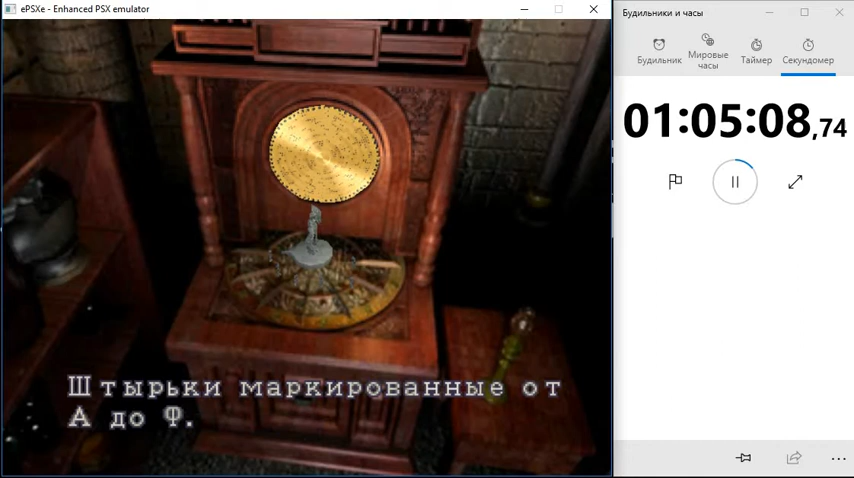 ePSXe - Enhanced PSX emulator
Штырьки маркированные от
А до Ф.
Будильники и часы
Будильник
Мировые
часы
Таймер
Секундомер
01:05:08,74